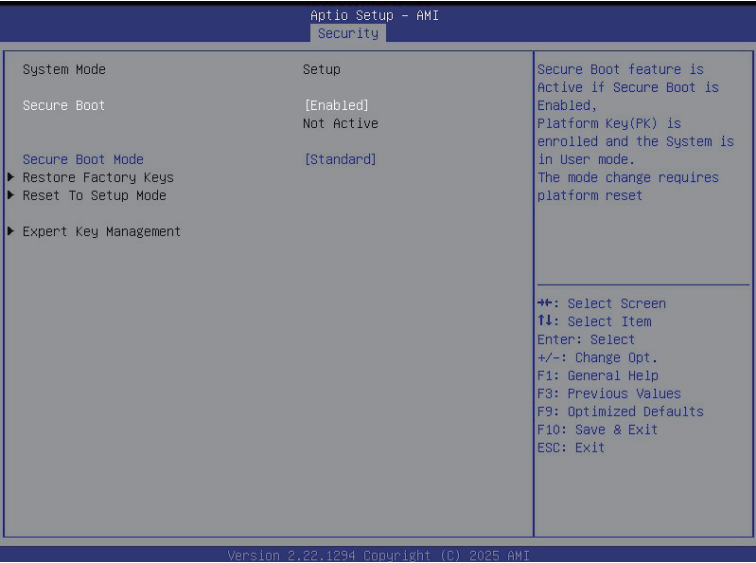 Aptio Setup – AMI
Security
System Mode Setup
Secure Boot [Enabled]
Not Active
Secure Boot Mode [Standard]
▶ Restore Factory Keys
▶ Reset To Setup Mode
▶ Expert Key Management
Secure Boot feature is
Active if Secure Boot is
Enabled,
Platform Key(PK) is
enrolled and the System is
in User mode.
The mode change requires
platform reset
→←: Select Screen
↑↓: Select Item
Enter: Select
+/-: Change Opt.
F1: General Help
F3: Previous Values
F9: Optimized Defaults
F10: Save & Exit
ESC: Exit
Version 2.22.1294 Copyright (C) 2025 AMI